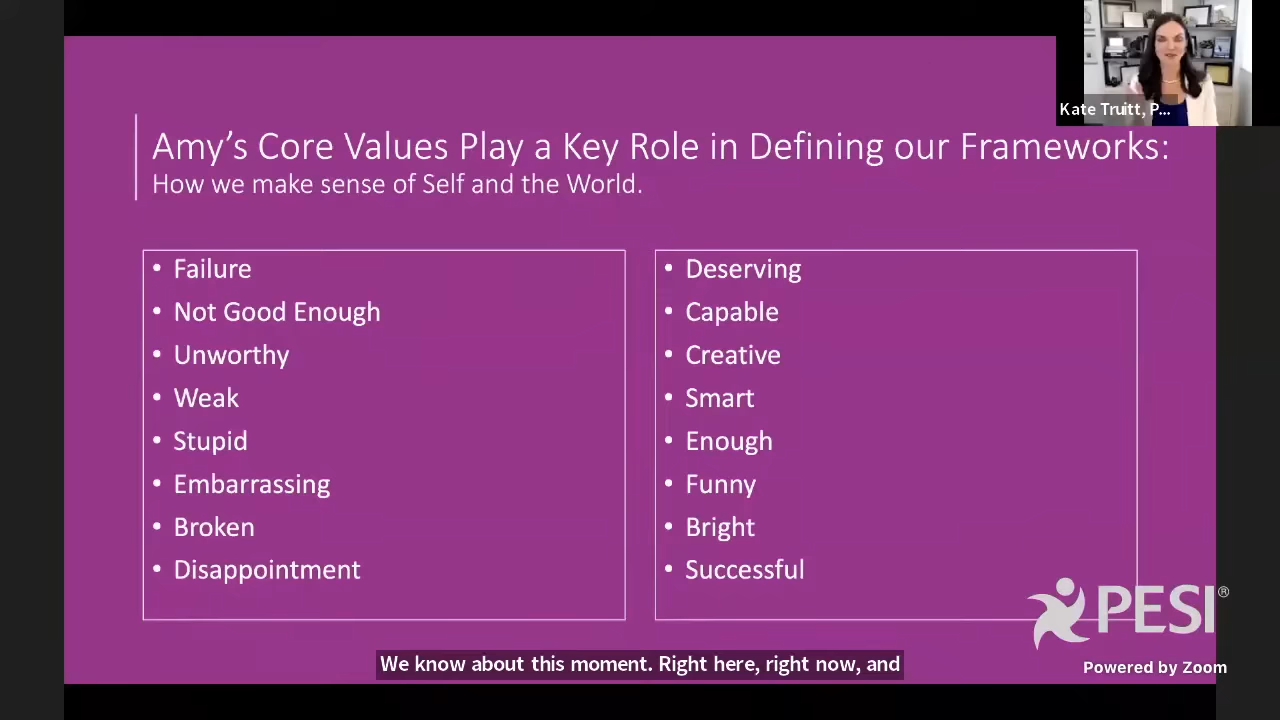 Kate Truitt, P...
Amy’s Core Values Play a Key Role in Defining our Frameworks:
How we make sense of Self and the World.
• Failure
• Not Good Enough
• Unworthy
• Weak
• Stupid
• Embarrassing
• Broken
• Disappointment
• Deserving
• Capable
• Creative
• Smart
• Enough
• Funny
• Bright
• Successful
PESI®
We know about this moment. Right here, right now, and
Powered by Zoom